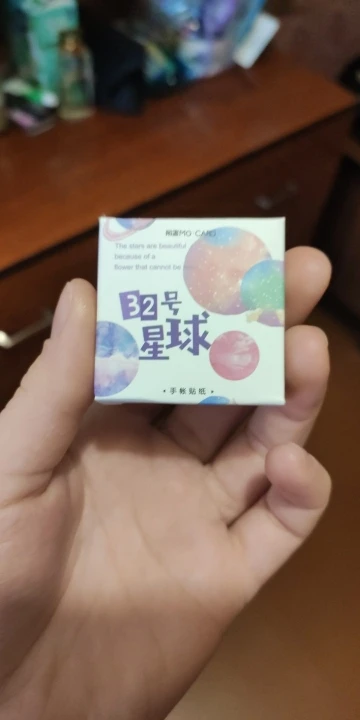 MO·CARD
The stars are beautiful
because of a
flower that cannot be
32号
星球
·手帐贴纸·